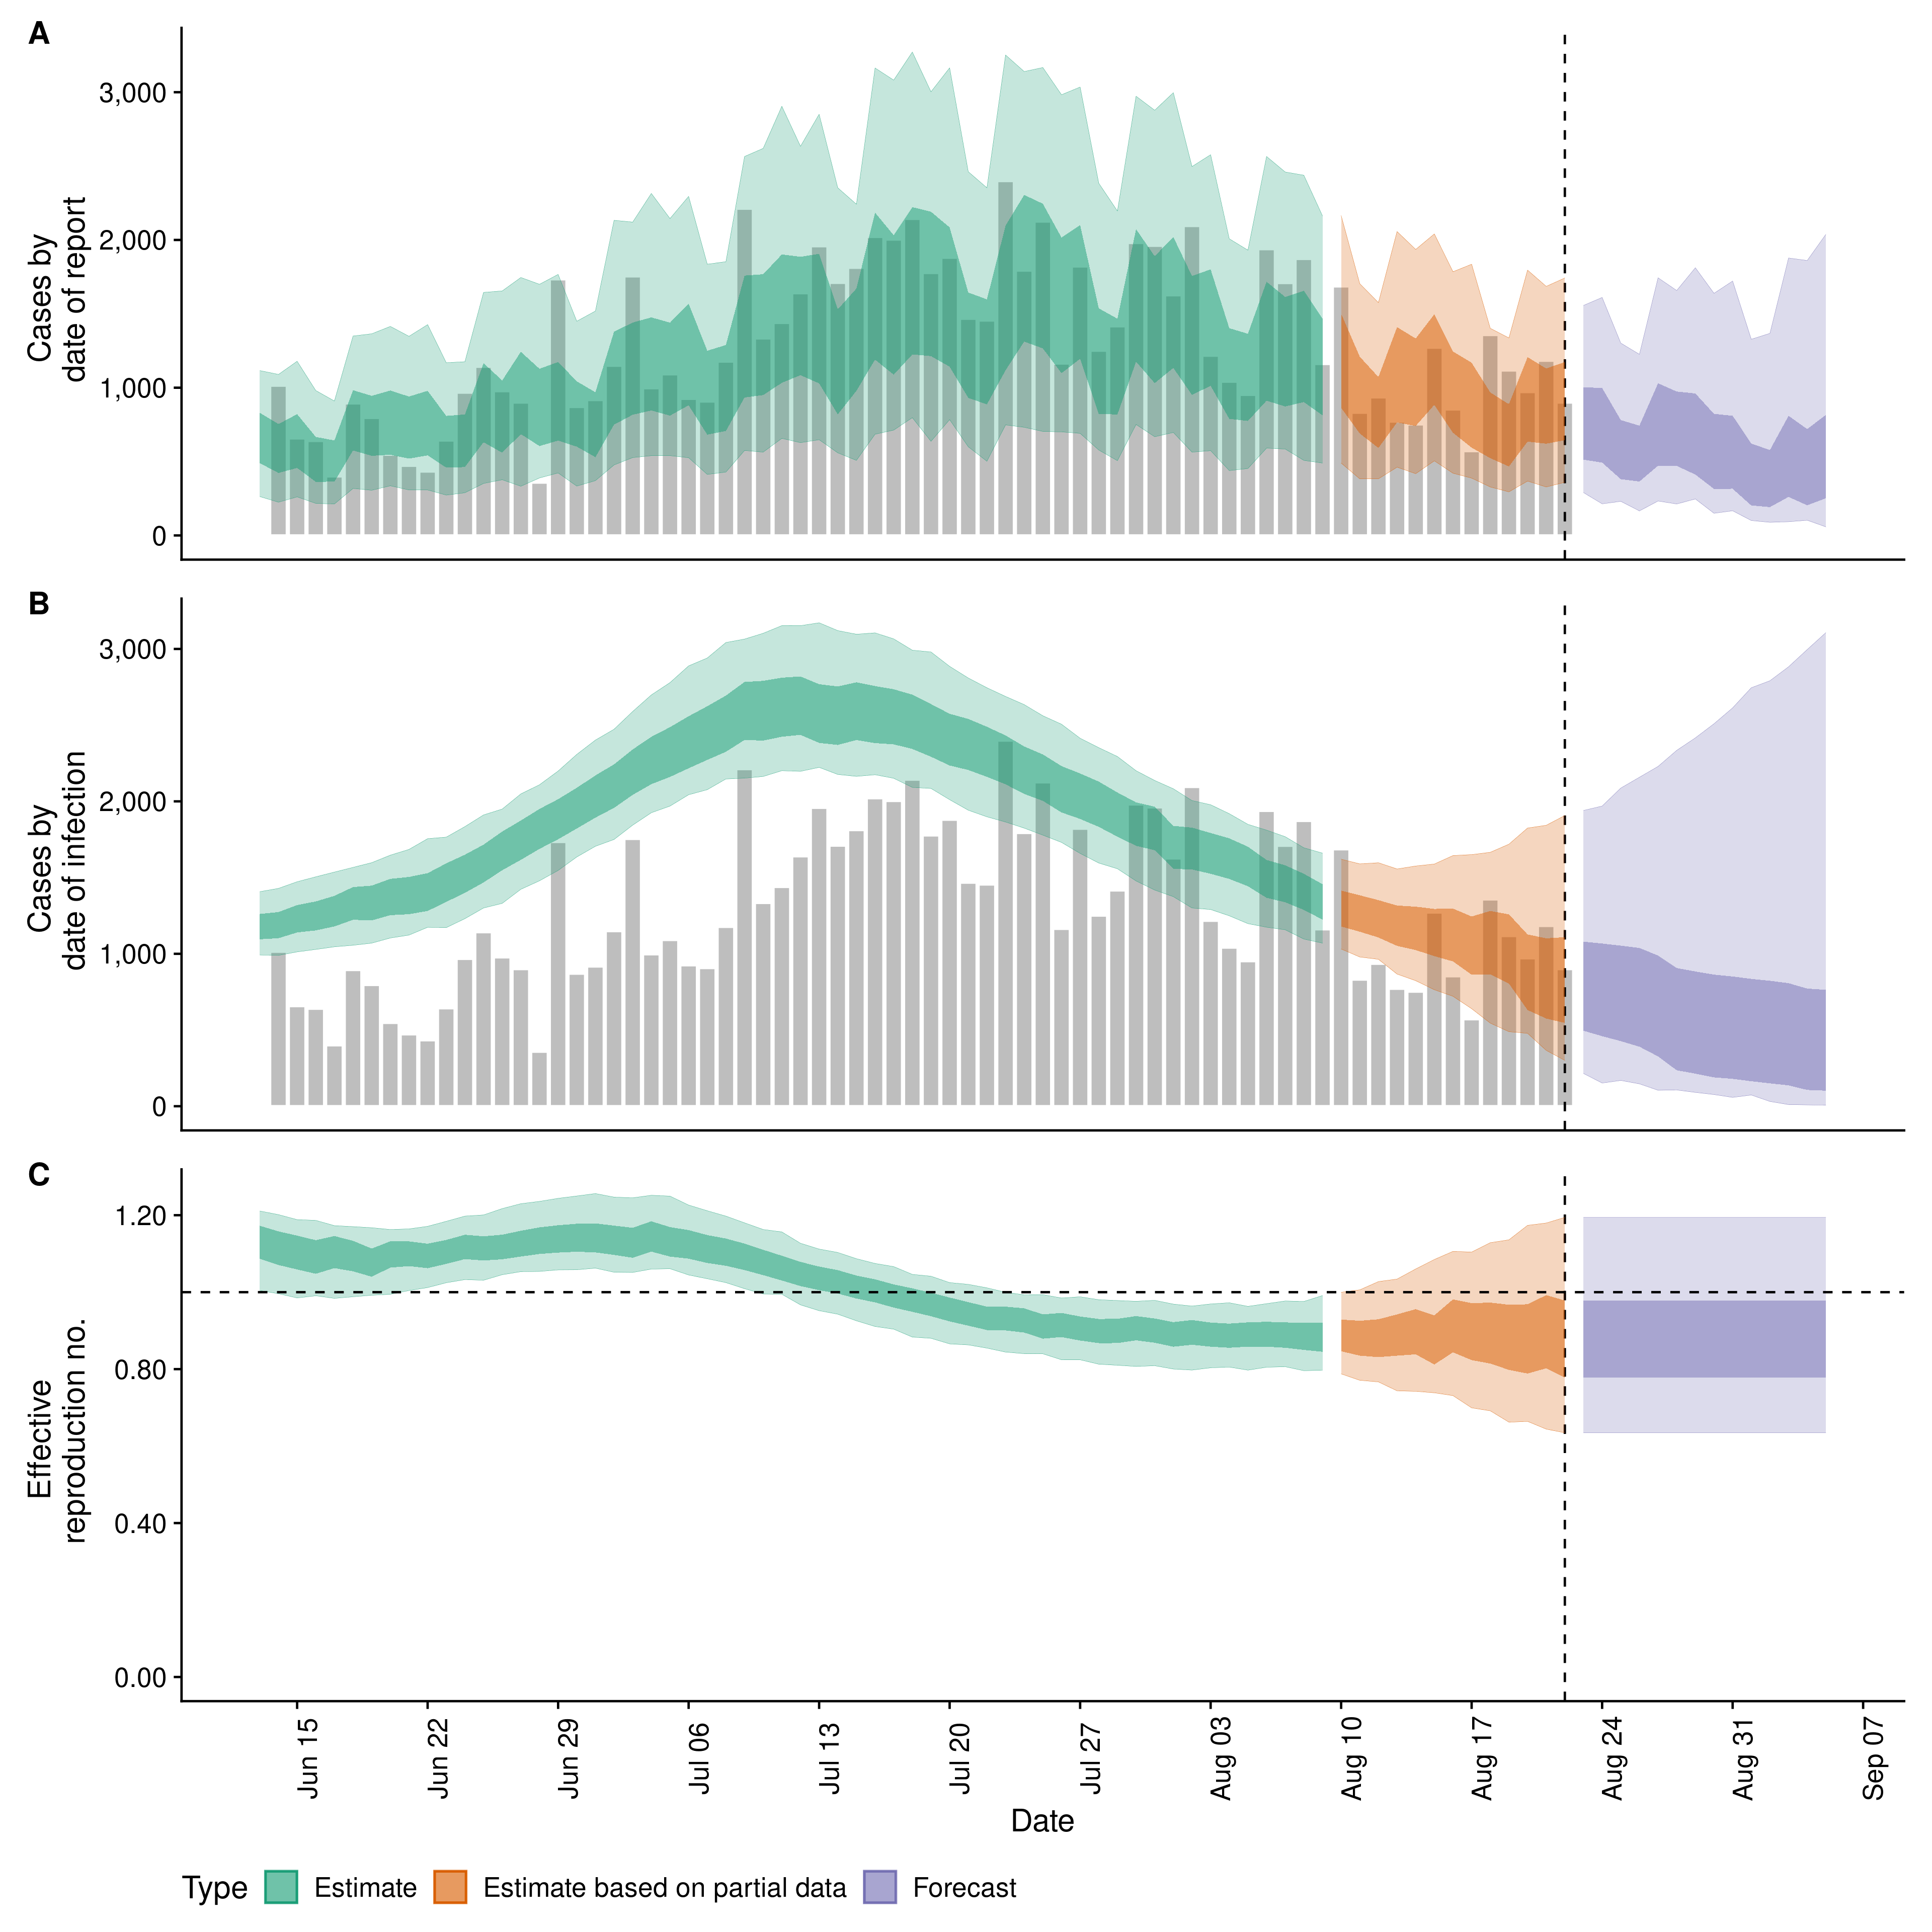 A
3,000
2,000
1,000
0
Cases by
date of report
B
3,000
2,000
1,000
0
Cases by
date of infection
C
1.20
0.80
0.40
0.00
Effective
reproduction no.
Jun 15
Jun 22
Jun 29
Jul 06
Jul 13
Jul 20
Jul 27
Aug 03
Aug 10
Aug 17
Aug 24
Aug 31
Sep 07
Date
Type Estimate Estimate based on partial data Forecast